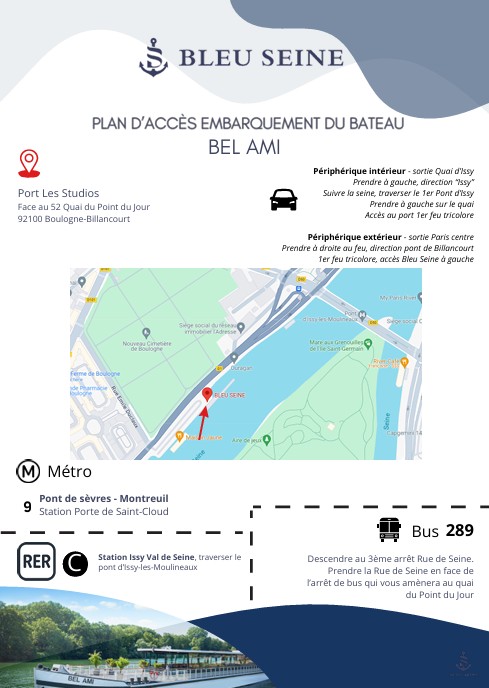 BLEU SEINE
PLAN D'ACCÈS EMBARQUEMENT DU BATEAU
BEL AMI
Port Les Studios
Face au 52 Quai du Point du Jour
92100 Boulogne-Billancourt
Périphérique intérieur - sortie Quai d'Issy
Prendre à gauche, direction "Issy"
Suivre la seine, traverser le 1er Pont d'Issy
Prendre à gauche sur le quai
Accès au port 1er feu tricolore
Périphérique extérieur - sortie Paris centre
Prendre à droite au feu, direction pont de Billancourt
1er feu tricolore, accès Bleu Seine à gauche
My Paris River
Pont
d'Issy-les-Moulineaux
Siège social du réseau
immobilier l'Adresse
Siège social C
Nouveau Cimetière
de Boulogne
Mare aux Grenouilles
de l'Ile Saint-Germain
Ferme de Boulogne
de Pharmacie
Boulogne
BLEU SEINE
Aire de jeux
Seine
Seine
M Métro
9 Pont de sèvres - Montreuil
Station Porte de Saint-Cloud
RER C Station Issy Val de Seine, traverser le
pont d'Issy-les-Moulineaux
Bus 289
Descendre au 3ème arrêt Rue de Seine.
Prendre la Rue de Seine en face de
l'arrêt de bus qui vous amènera au quai
du Point du Jour
BEL AMI